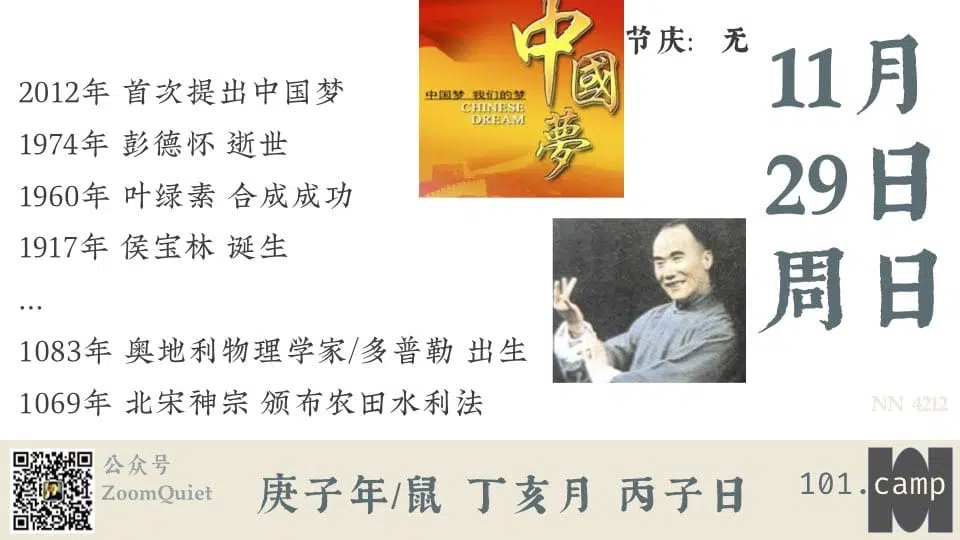 2012年 首次提出中国梦
1974年 彭德怀 逝世
1960年 叶绿素 合成成功
1917年 侯宝林 诞生
...
1083年 奥地利物理学家/多普勒 出生
1069年 北宋神宗 颁布农田水利法
中國夢
中国梦 我们的梦
CHINESE
DREAM
节庆: 无
11月
29日
周日
NN 4212
公众号
ZoomQuiet
庚子年/鼠 丁亥月 丙子日
101.camp